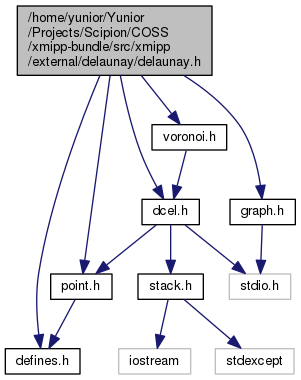 /home/yunior/Yunior
/Projects/Scipion/COSS
/xmipp-bundle/src/xmipp
/external/delaunay/delaunay.h
voronoi.h
dcel.h
graph.h
point.h
stack.h
stdio.h
defines.h
iostream
stdexcept